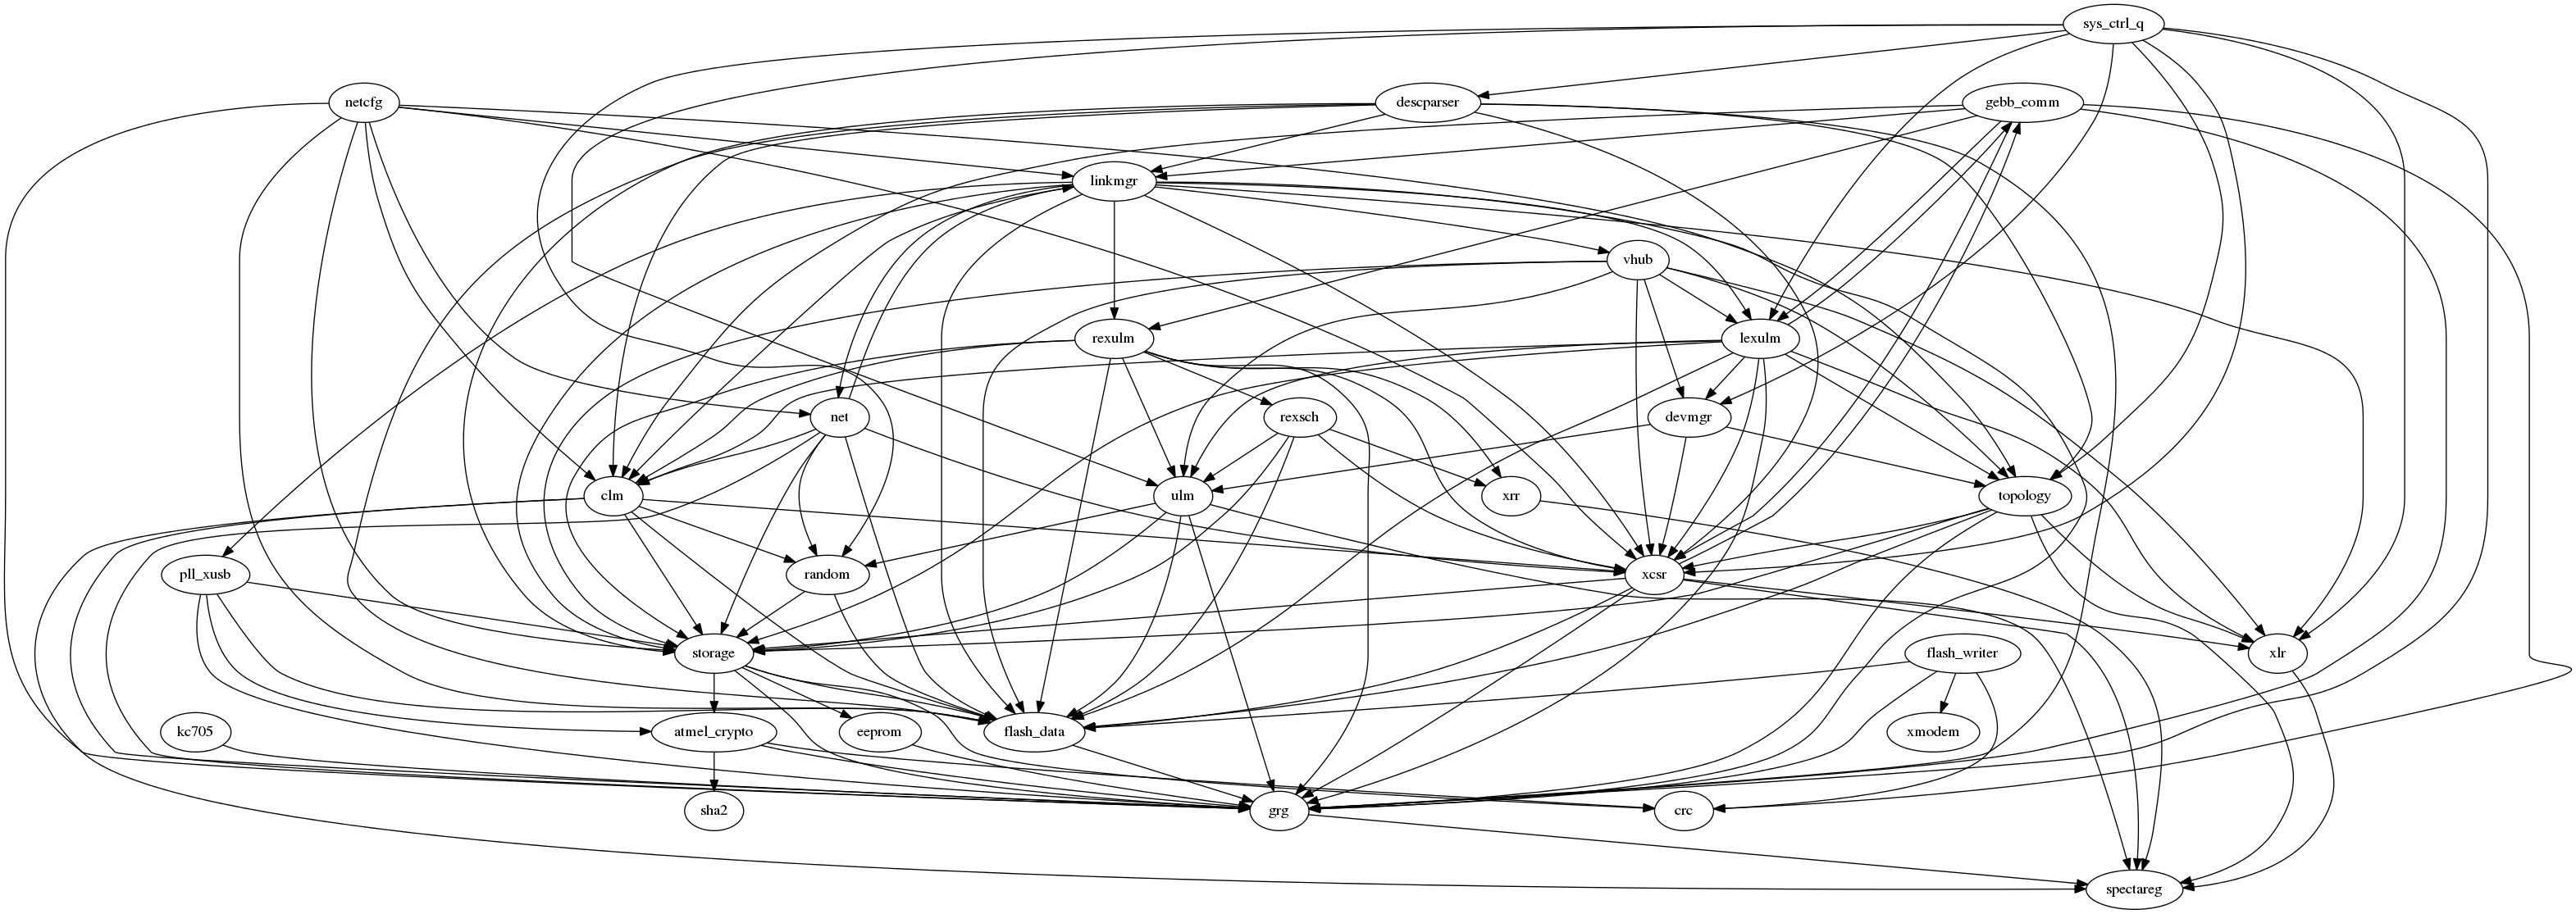 sys_ctrl_q
netcfg
descparser
gebb_comm
linkmgr
vhub
rexulm
lexulm
net
rexsch
devmgr
clm
ulm
xrr
topology
pll_xusb
random
xcsr
storage
flash_writer
xlr
kc705
atmel_crypto
eeprom
flash_data
xmodem
sha2
grg
crc
spectareg